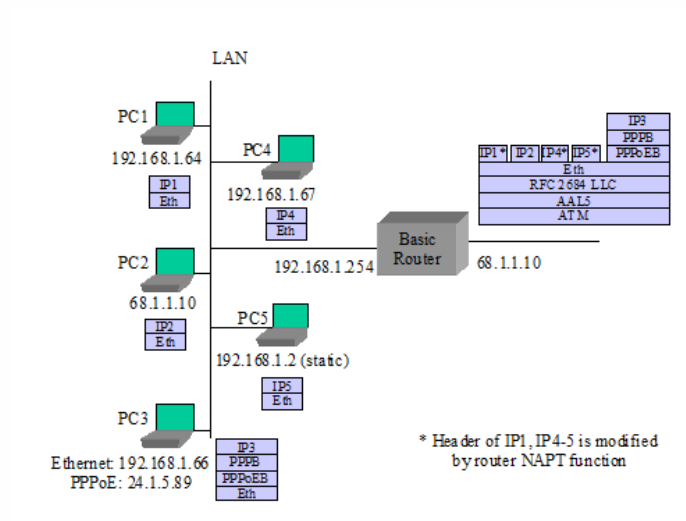 LAN
PC1
192.168.1.64
IP1
Eth
PC4
192.168.1.67
IP4
Eth
IP3
PPPB
PPPoEB
IP1* IP2 IP4* IP5*
Eth
RFC 2684 LLC
AAL5
ATM
Basic
Router
192.168.1.254
68.1.1.10
PC2
68.1.1.10
IP2
Eth
PC5
192.168.1.2 (static)
IP5
Eth
PC3
Ethernet: 192.168.1.66
PPPoE: 24.1.5.89
IP3
PPPB
PPPoEB
Eth
* Header of IP1, IP4-5 is modified
by router NAPT function